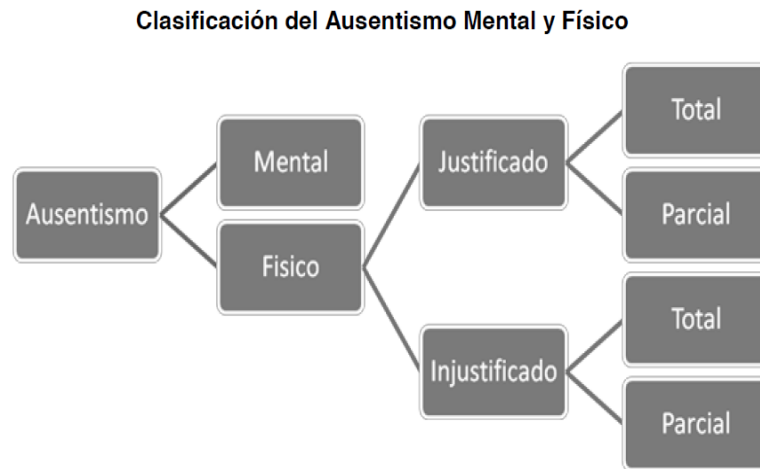 Clasificación del Ausentismo Mental y Físico
Ausentismo
Mental
Fisico
Justificado
Total
Parcial
Injustificado
Total
Parcial